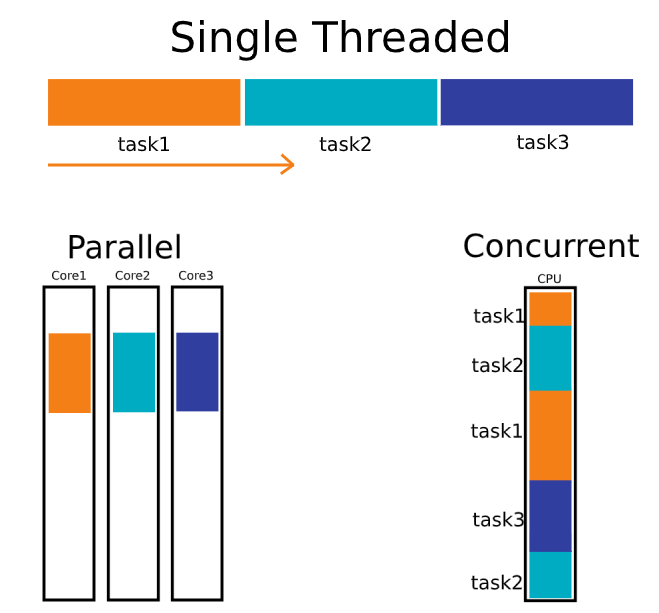 Single Threaded
task1 task2 task3
Parallel
Core1 Core2 Core3
Concurrent
CPU
task1
task2
task1
task3
task2